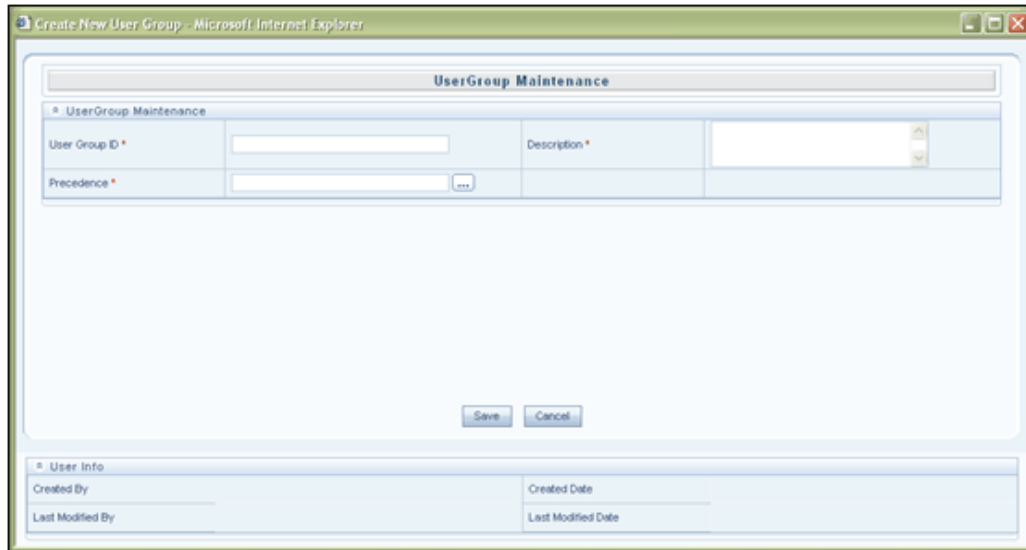 Create New User Group - Microsoft Internet Explorer
UserGroup Maintenance
UserGroup Maintenance
User Group ID *
Description *
Precedence *
...
Save Cancel
User Info
Created By
Created Date
Last Modified By
Last Modified Date